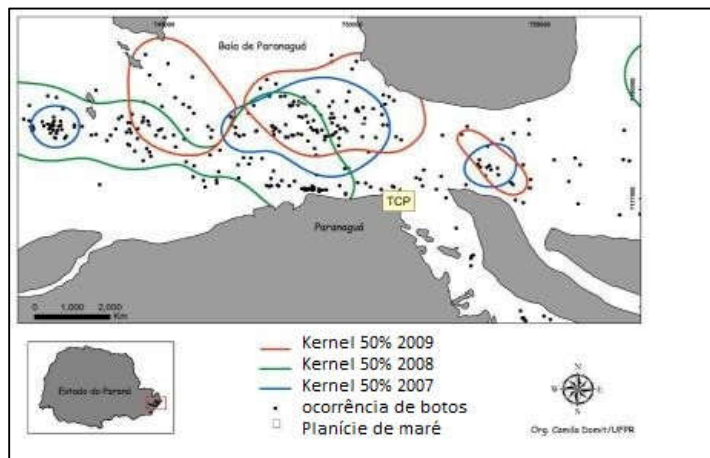 Baía de Paranaguá
TCP
Paranaguá
0 1,000 2,000
Km
Kernel 50% 2009
Kernel 50% 2008
Kernel 50% 2007
ocorrência de botos
Planície de maré
Estado do Paraná
N
W E
S
Org. Camila Domit/UFPR